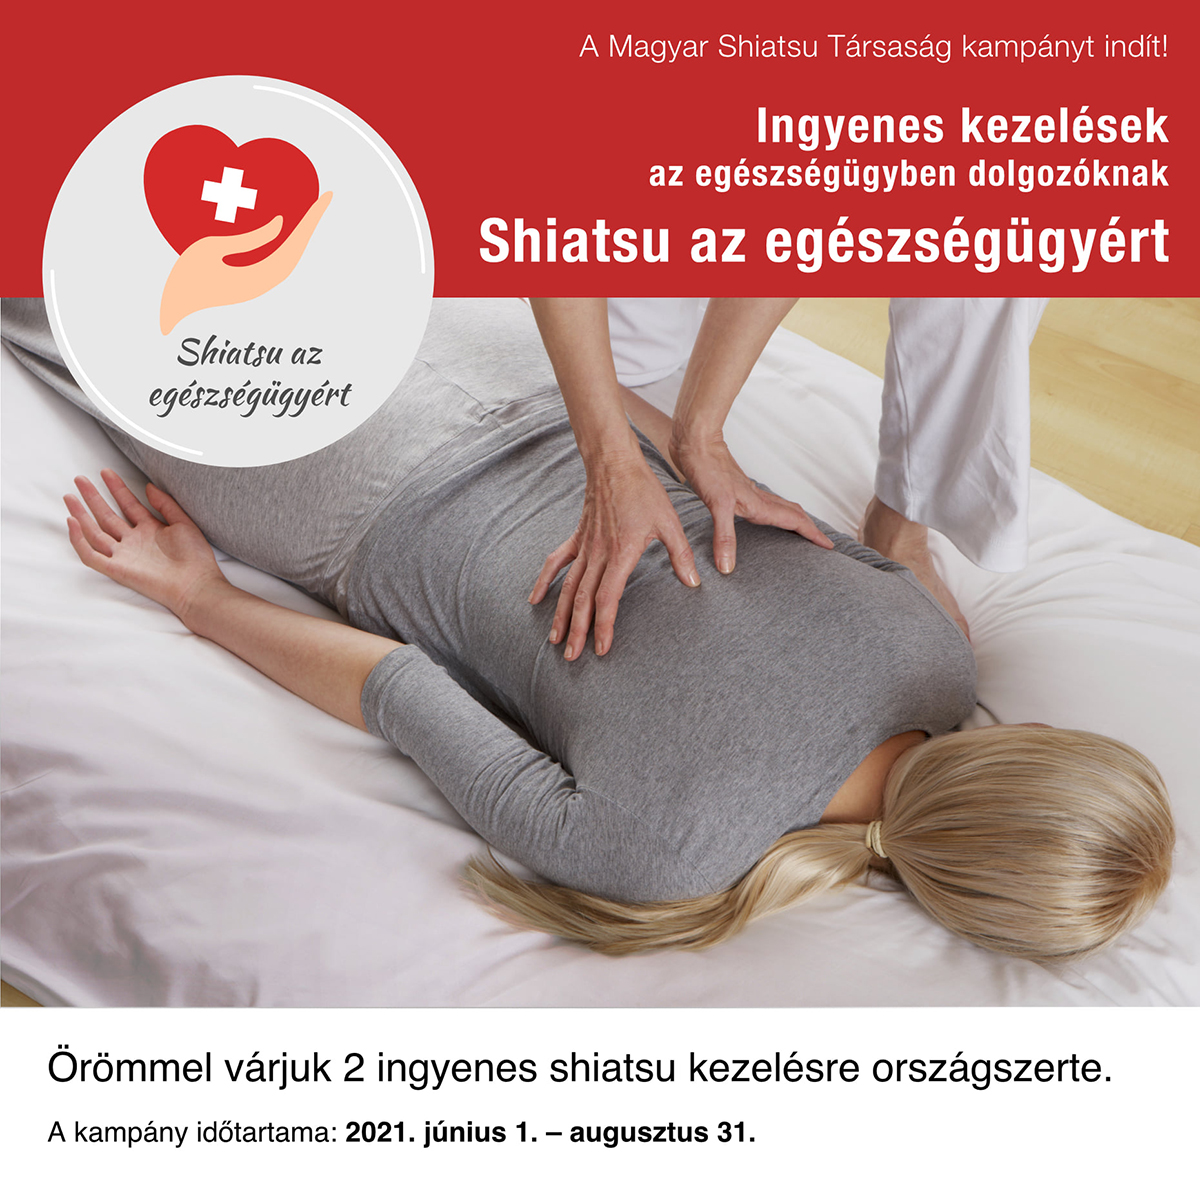 A Magyar Shiatsu Társaság kampányt indít!
Ingyenes kezelések
az egészségügyben dolgozóknak
Shiatsu az egészségügyért
Shiatsu az
egészségügyért
Örömmel várjuk 2 ingyenes shiatsu kezelésre országszerte.
A kampány időtartama: 2021. június 1. – augusztus 31.